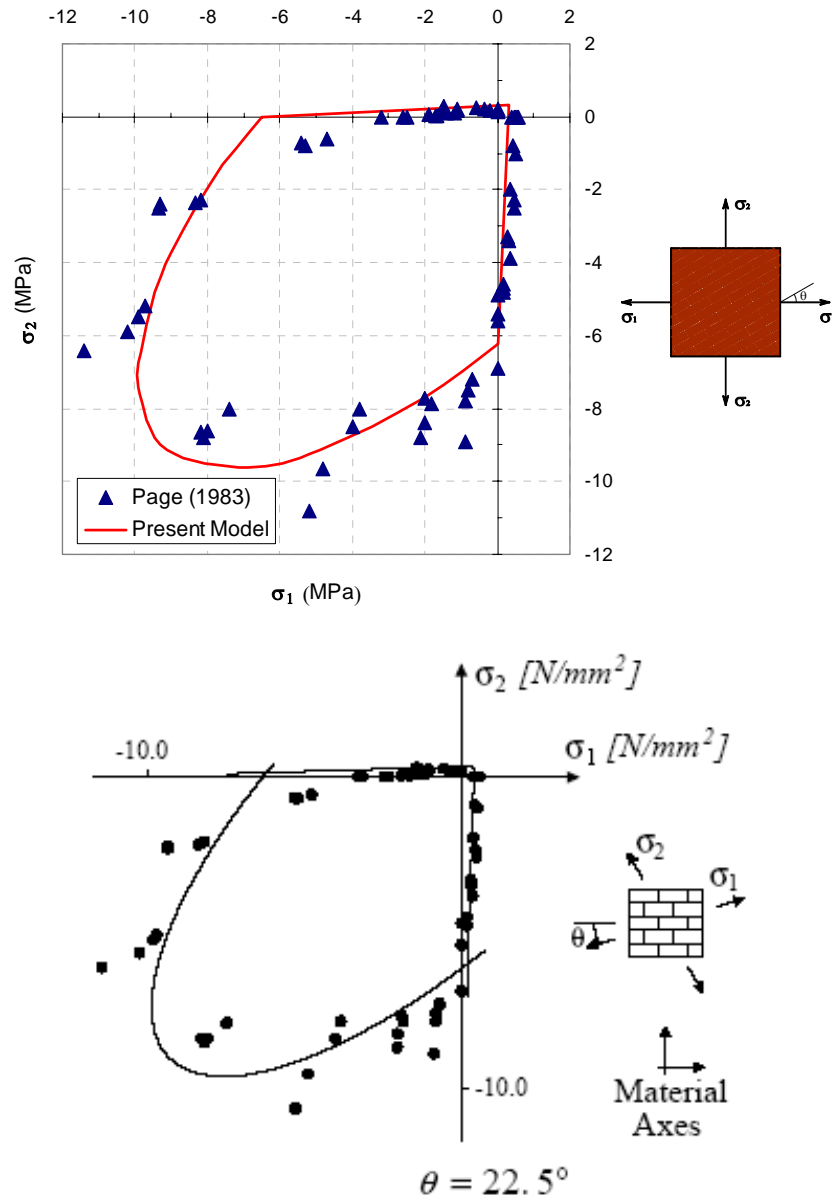 -12 -10 -8 -6 -4 -2 0 2
2
0
-2
-4
-6
-8
-10
-12
σ₂ (MPa)
Page (1983)
Present Model
σ₁ (MPa)
σ₂
θ
σ₁
σ
σ₂
σ₂ [N/mm²]
-10.0
σ₁ [N/mm²]
σ₂
σ₁
θ
-10.0
Material
Axes
θ = 22. 5°